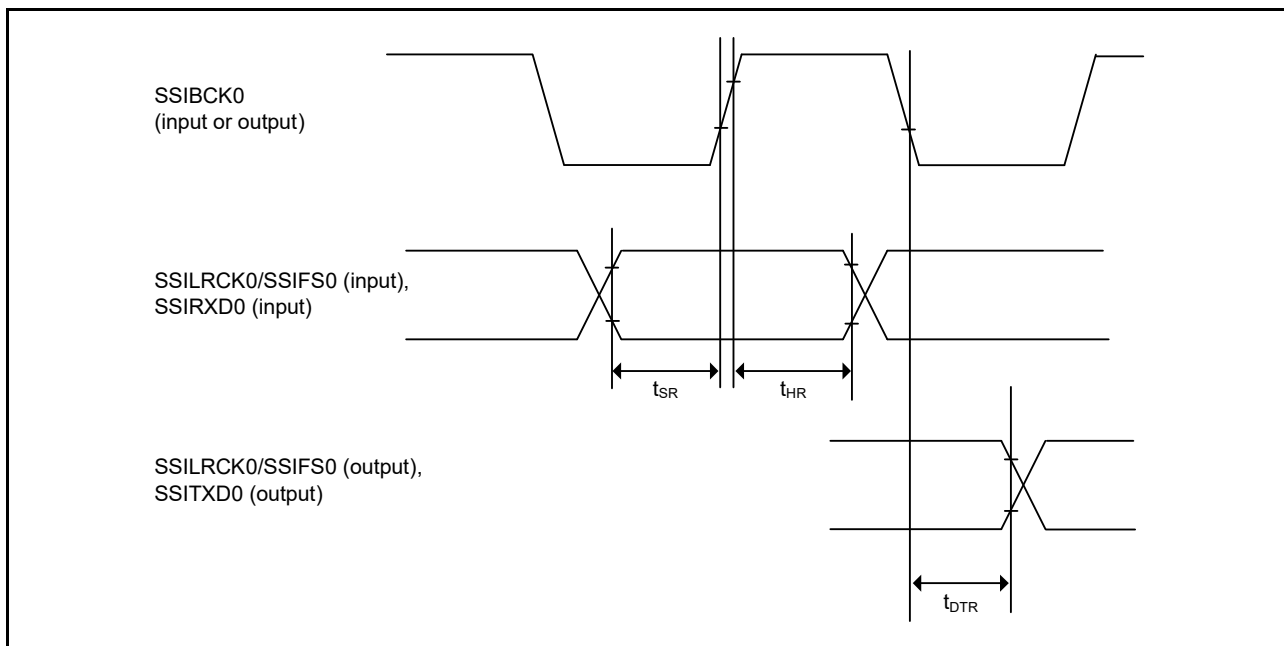 SSIBCK0
(input or output)
SSILRCK0/SSIFS0 (input),
SSIRXD0 (input)
tSR
tHR
SSILRCK0/SSIFS0 (output),
SSITXD0 (output)
tDTR